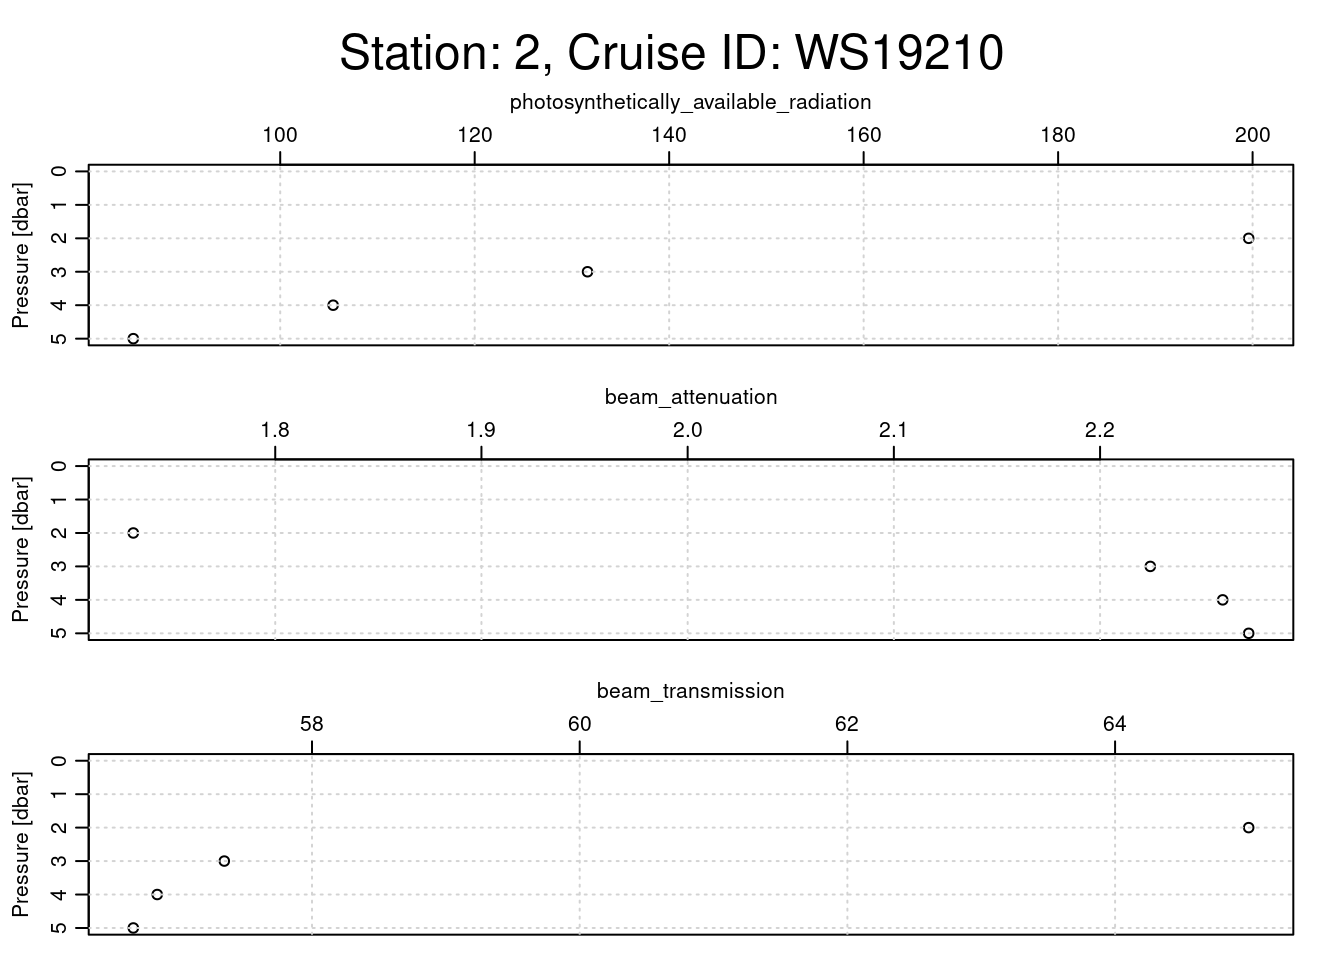 Station: 2, Cruise ID: WS19210
photosynthetically_available_radiation
100 120 140 160 180 200
Pressure [dbar]
0
1
2
3
4
5
beam_attenuation
1.8 1.9 2.0 2.1 2.2
Pressure [dbar]
0
1
2
3
4
5
beam_transmission
58 60 62 64
Pressure [dbar]
0
1
2
3
4
5